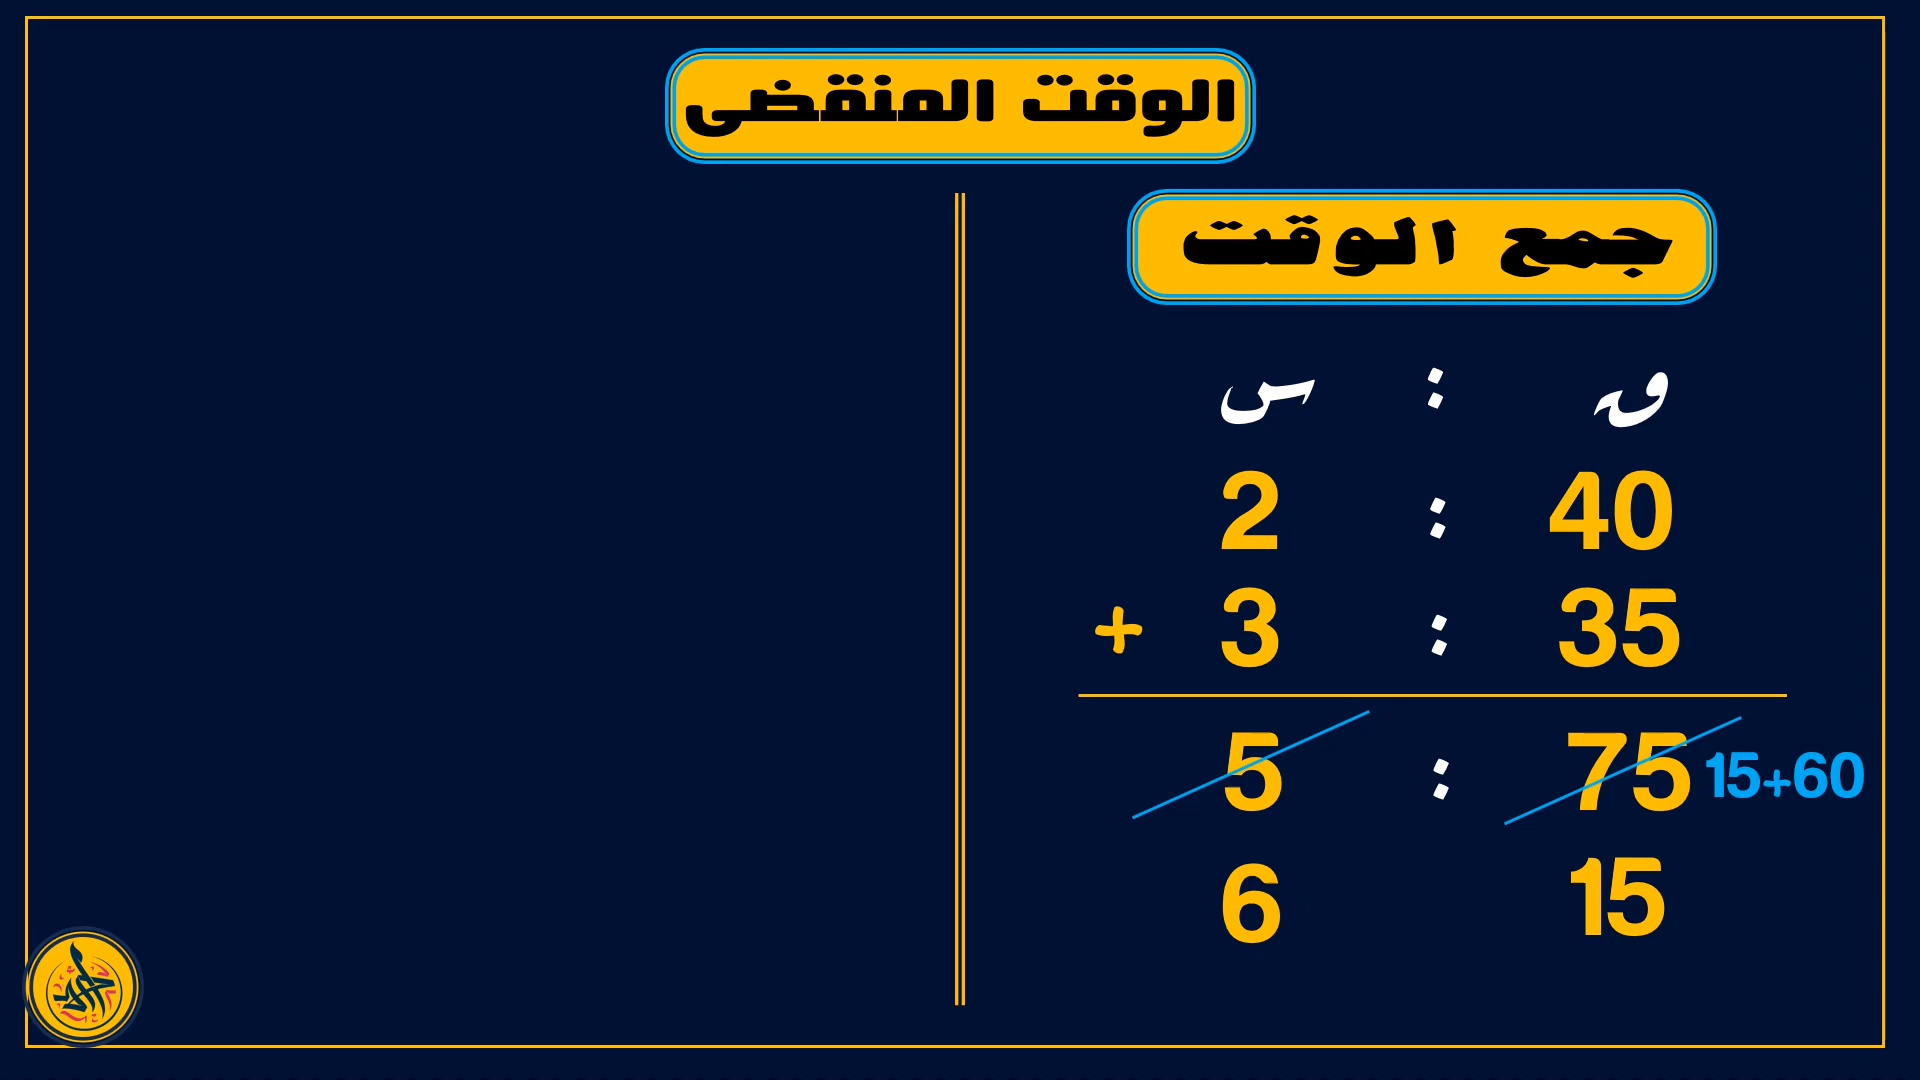 الوقت المنقضى
جمع الوقت
س : ق
2 : 40
+ 3 : 35
5 : 75 15+60
6 15